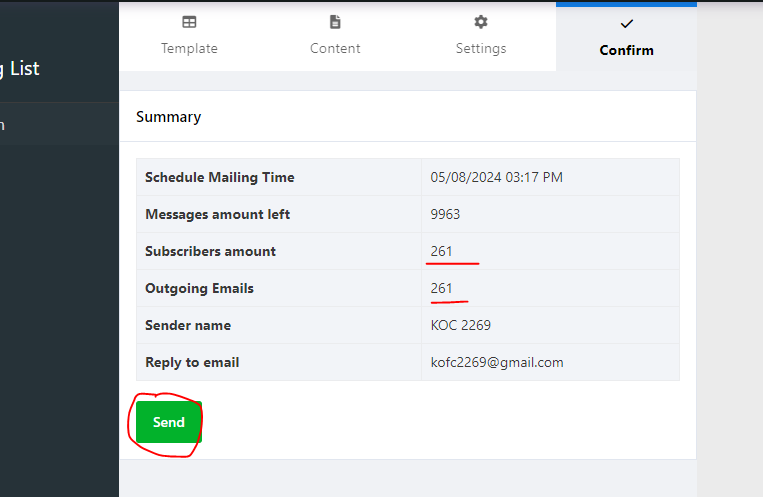 Template Content Settings Confirm
g List
n
Summary
Schedule Mailing Time 05/08/2024 03:17 PM
Messages amount left 9963
Subscribers amount 261
Outgoing Emails 261
Sender name KOC 2269
Reply to email kofc2269@gmail.com
Send